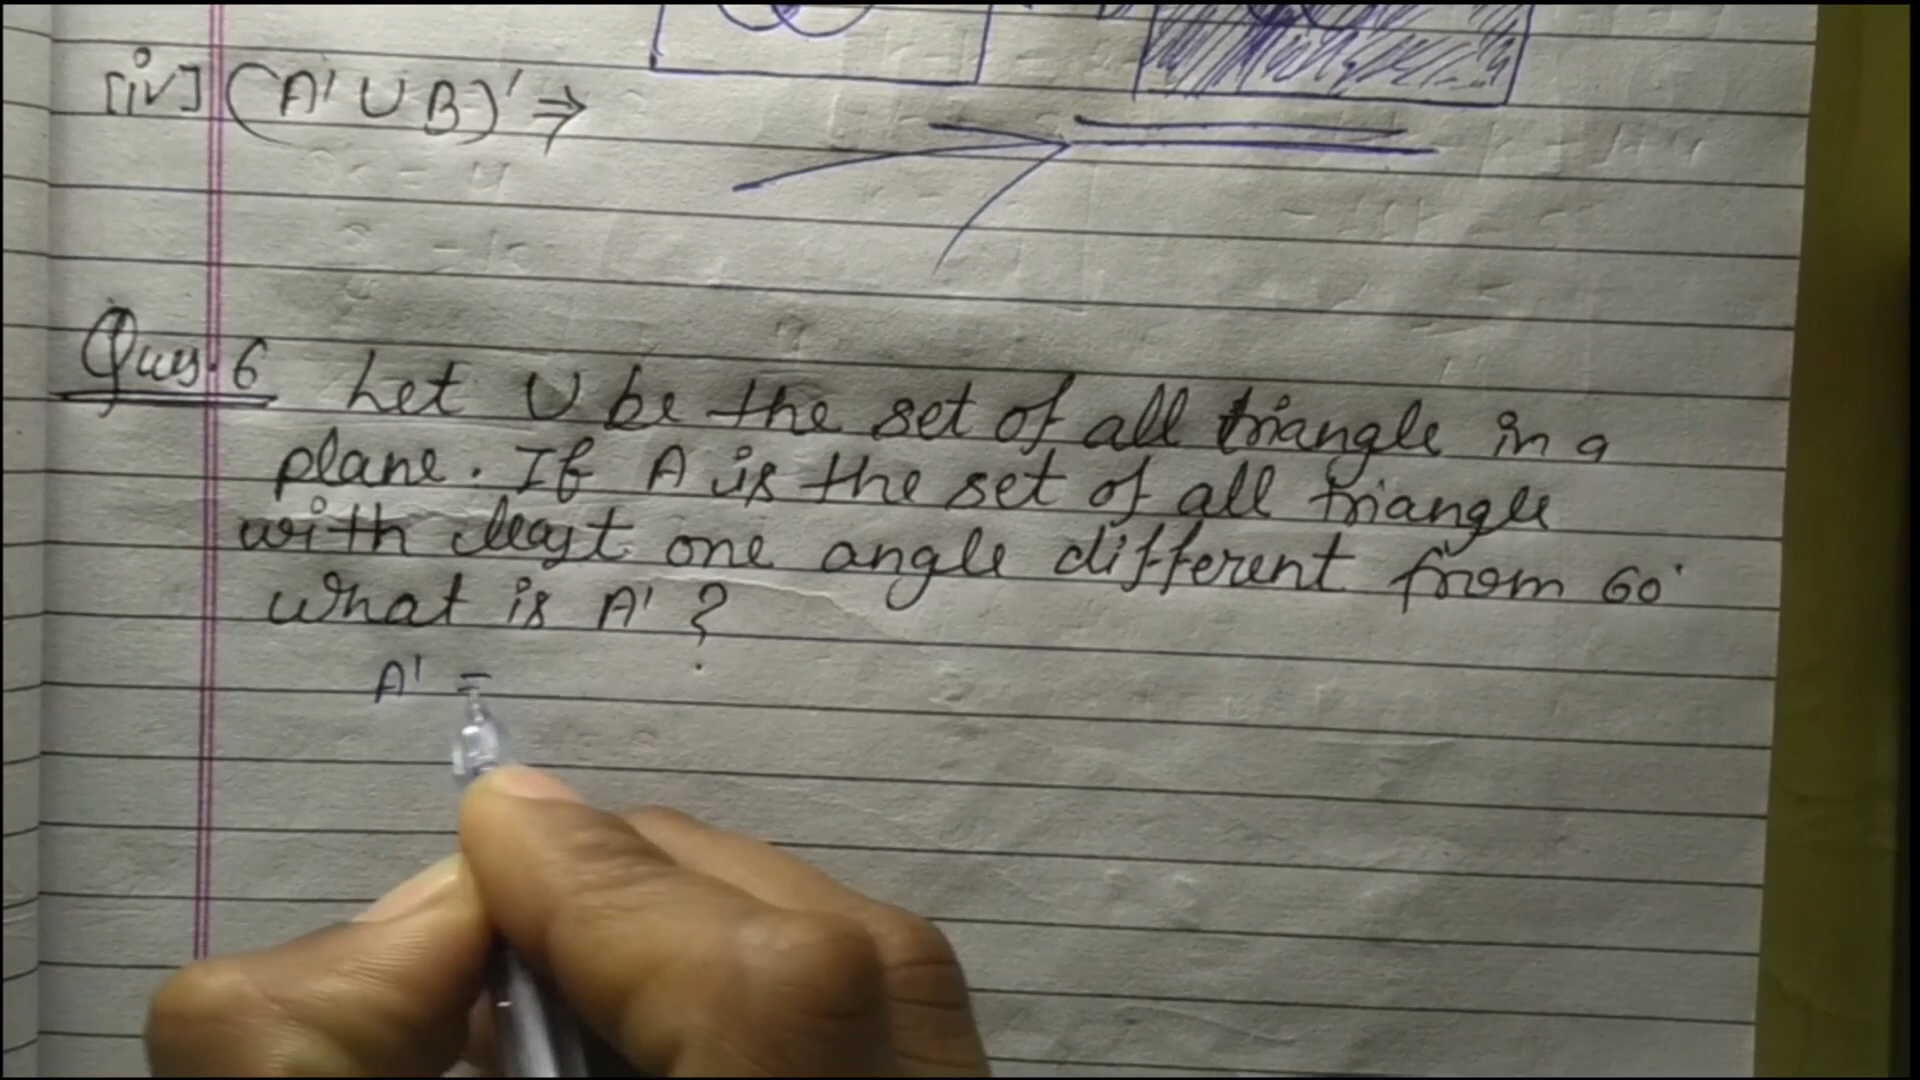 [iv] (A' ∪ B)' ⇒
Ques. 6 Let U be the set of all triangle in a
plane. If A is the set of all triangle
with least one angle different from 60°
What is A' ?
A' =